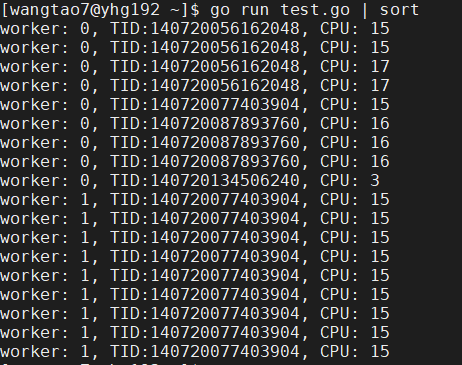 [wangtao7@yhg192 ~]$ go run test.go | sort
worker: 0, TID:140720056162048, CPU: 15
worker: 0, TID:140720056162048, CPU: 15
worker: 0, TID:140720056162048, CPU: 17
worker: 0, TID:140720056162048, CPU: 17
worker: 0, TID:140720077403904, CPU: 15
worker: 0, TID:140720087893760, CPU: 16
worker: 0, TID:140720087893760, CPU: 16
worker: 0, TID:140720087893760, CPU: 16
worker: 0, TID:140720134506240, CPU: 3
worker: 1, TID:140720077403904, CPU: 15
worker: 1, TID:140720077403904, CPU: 15
worker: 1, TID:140720077403904, CPU: 15
worker: 1, TID:140720077403904, CPU: 15
worker: 1, TID:140720077403904, CPU: 15
worker: 1, TID:140720077403904, CPU: 15
worker: 1, TID:140720077403904, CPU: 15
worker: 1, TID:140720077403904, CPU: 15
worker: 1, TID:140720077403904, CPU: 15